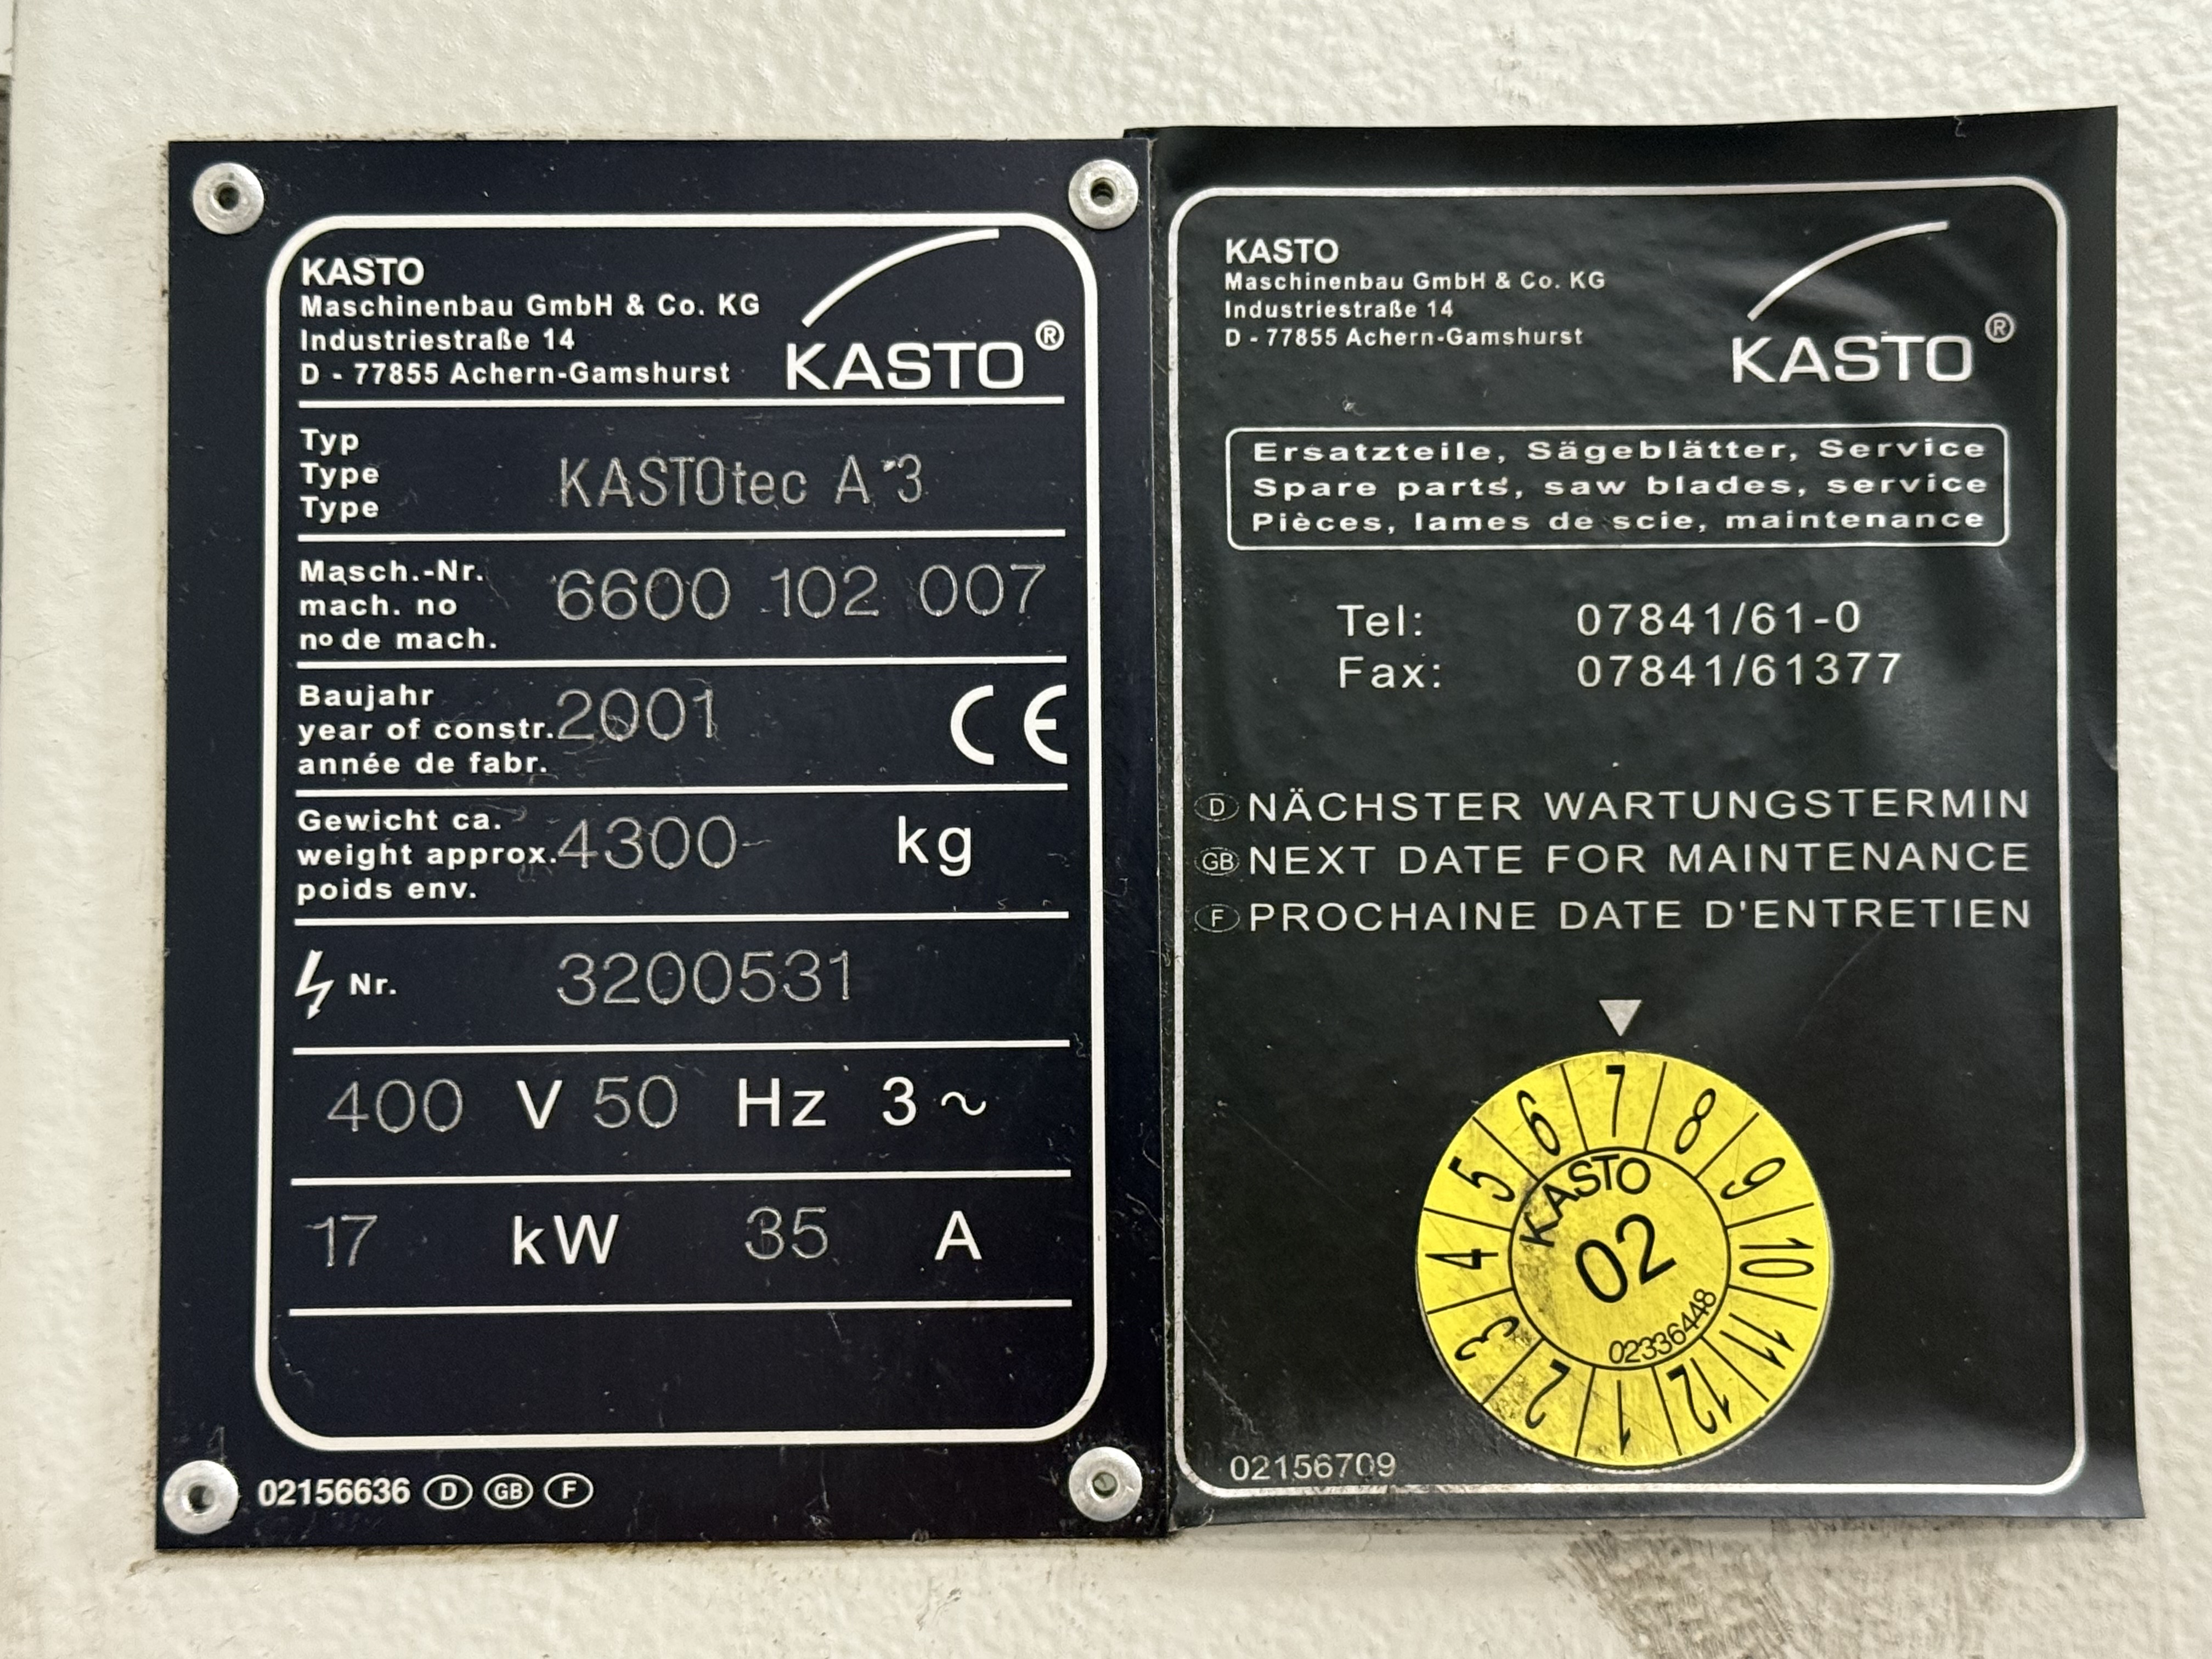 KASTO
Maschinenbau GmbH & Co. KG
Industriestraße 14
D - 77855 Achern-Gamshurst
KASTO®
Typ
Type
Type
KASTOtec A 3
Masch.-Nr.
mach. no
nº de mach.
6600 102 007
Baujahr
year of constr.
année de fabr.
2001
CE
Gewicht ca.
weight approx.
poids env.
4300 kg
Nr. 3200531
400 V 50 Hz 3 ~
17 kW 35 A
02156636 D GB F
KASTO
Maschinenbau GmbH & Co. KG
Industriestraße 14
D - 77855 Achern-Gamshurst
KASTO®
Ersatzteile, Sägeblätter, Service
Spare parts, saw blades, service
Pièces, lames de scie, maintenance
Tel: 07841/61-0
Fax: 07841/61377
D NÄCHSTER WARTUNGSTERMIN
GB NEXT DATE FOR MAINTENANCE
F PROCHAINE DATE D'ENTRETIEN
1 2 3 4 5 6 7 8 9 10 11 12
KASTO
02
02336448
02156709